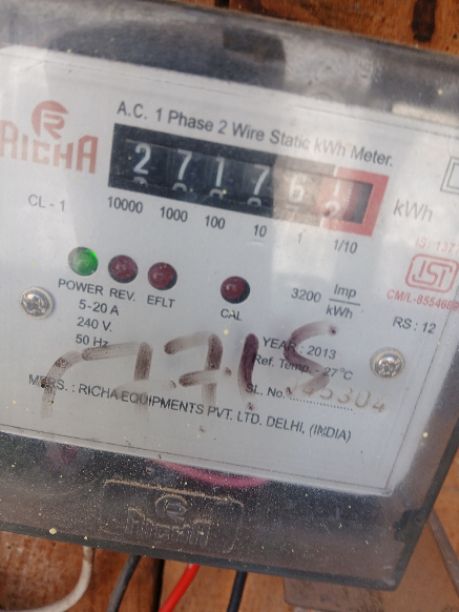 A.C. 1 Phase 2 Wire Static kWh Meter.
RICHA
271761
kWh
CL - 1
10000 1000 100 10 1 1/10
POWER REV. EFLT CAL
3200 Imp/kWh
5-20 A
240 V.
50 Hz
ISI
RS : 12
YEAR : 2013
Ref. Temp. - 27°C
SL. No.
MFRS. : RICHA EQUIPMENTS PVT. LTD. DELHI, (INDIA)